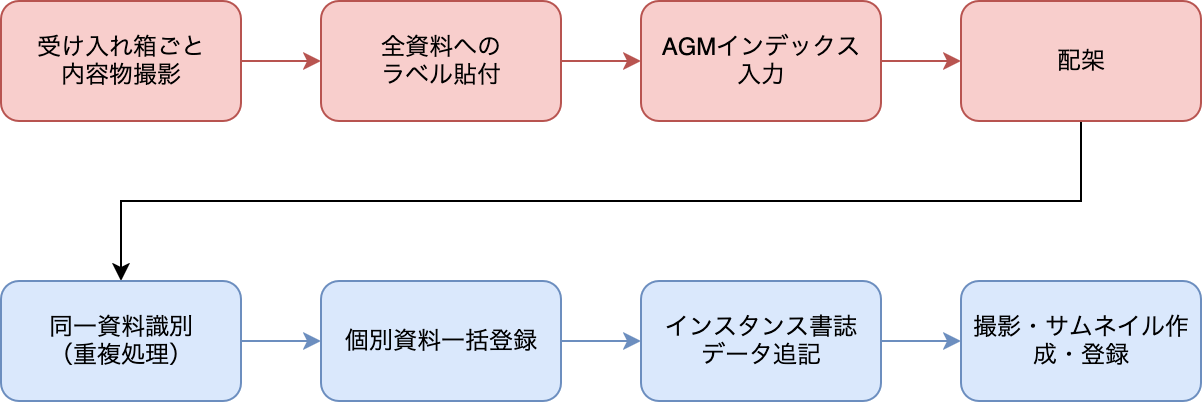 受け入れ箱ごと
内容物撮影
全資料への
ラベル貼付
AGMインデックス
入力
配架
同一資料識別
（重複処理）
個別資料一括登録
インスタンス書誌
データ追記
撮影・サムネイル作
成・登録